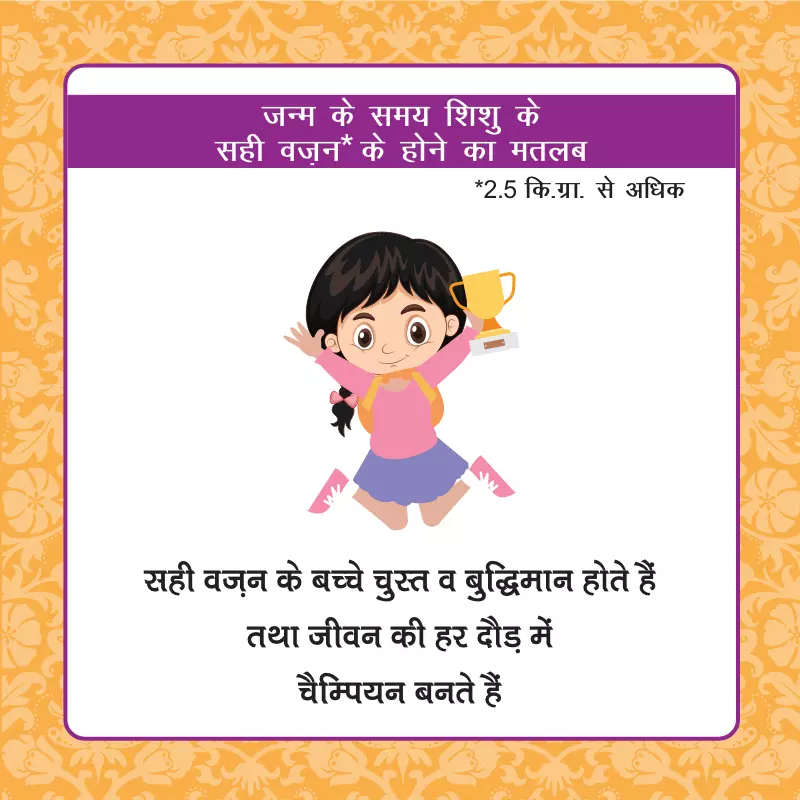 जन्म के समय शिशु के
सही वज़न* के होने का मतलब
*2.5 कि.ग्रा. से अधिक
सही वज़न के बच्चे चुस्त व बुद्धिमान होते हैं
तथा जीवन की हर दौड़ में
चैम्पियन बनते हैं